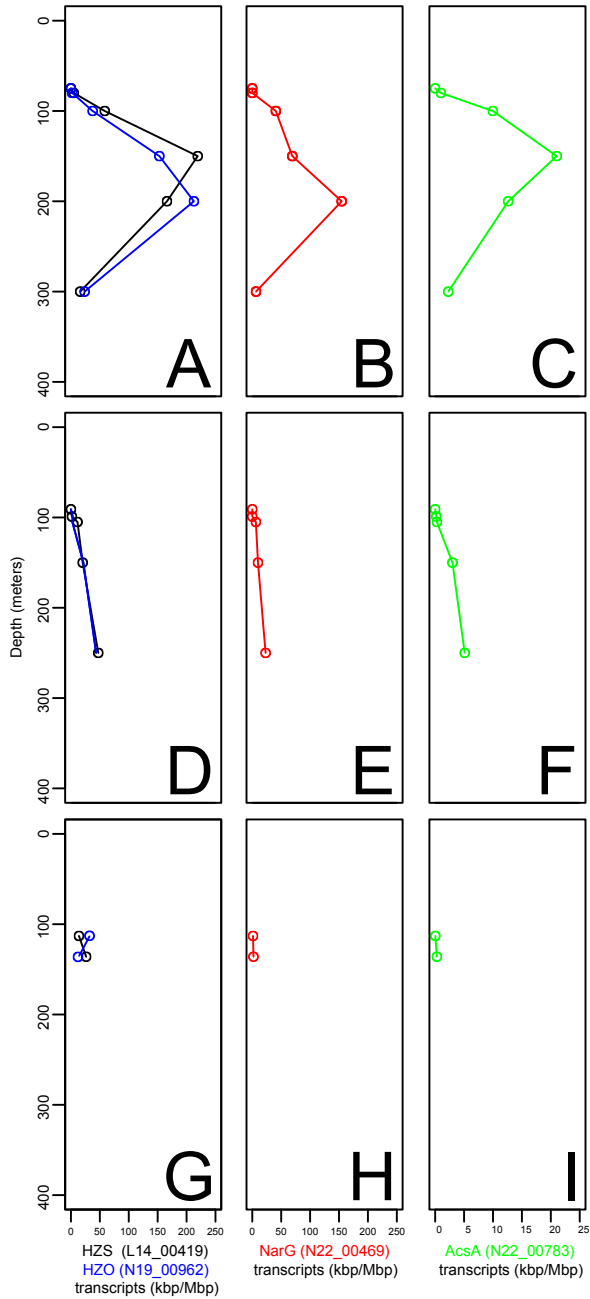 0
100
200
300
400
A
B
C
Depth (meters)
0
100
200
300
400
D
E
F
0
100
200
300
400
G
H
I
0 50 100 150 200 250
0 50 100 150 200 250
0 5 10 15 20 25
HZS (L14_00419)
HZO (N19_00962)
transcripts (kbp/Mbp)
NarG (N22_00469)
transcripts (kbp/Mbp)
AcsA (N22_00783)
transcripts (kbp/Mbp)